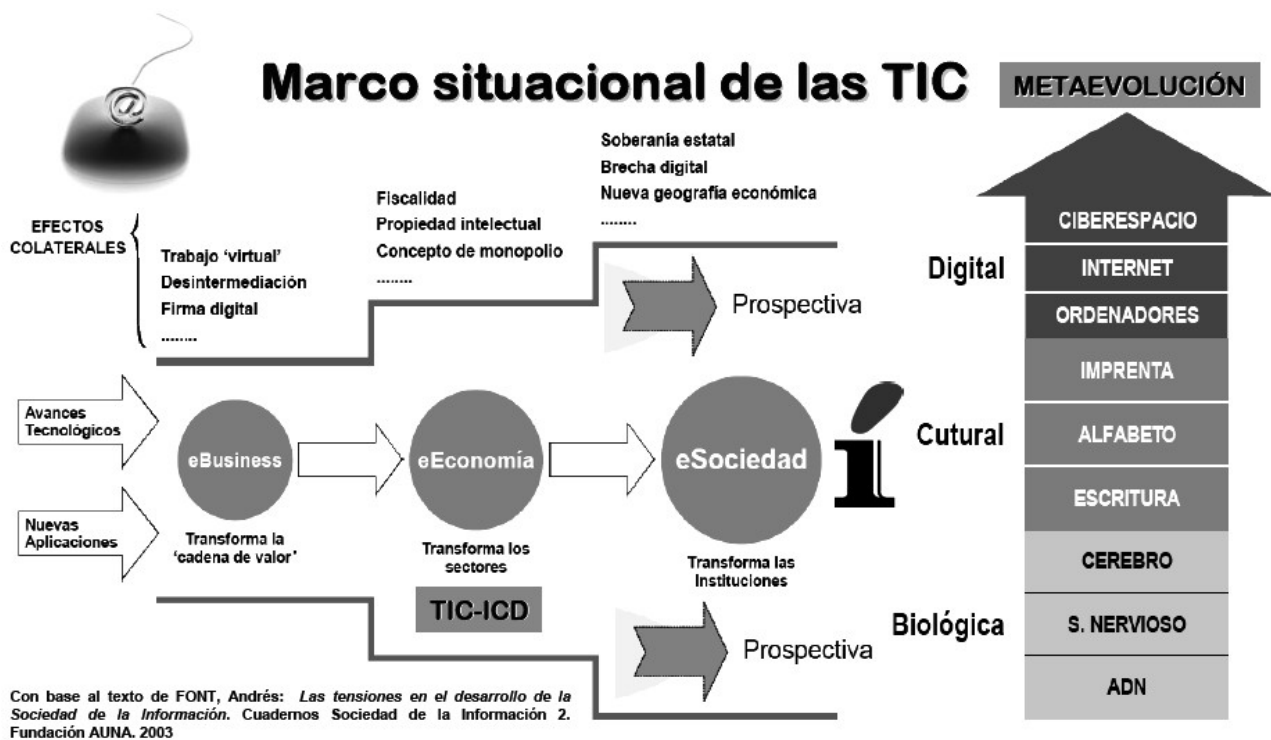 Marco situacional de las TIC
METAEVOLUCIÓN
@
EFECTOS
COLATERALES
Trabajo ‘virtual’
Desintermediación
Firma digital
........
Fiscalidad
Propiedad intelectual
Concepto de monopolio
........
Soberanía estatal
Brecha digital
Nueva geografía económica
........
Prospectiva
Avances
Tecnológicos
Nuevas
Aplicaciones
eBusiness
eEconomía
eSociedad
í
Transforma la
‘cadena de valor’
Transforma los
sectores
Transforma las
Instituciones
TIC-ICD
Prospectiva
Digital
Cutural
Biológica
CIBERESPACIO
INTERNET
ORDENADORES
IMPRENTA
ALFABETO
ESCRITURA
CEREBRO
S. NERVIOSO
ADN
Con base al texto de FONT, Andrés: Las tensiones en el desarrollo de la
Sociedad de la Información. Cuadernos Sociedad de la Información 2.
Fundación AUNA. 2003